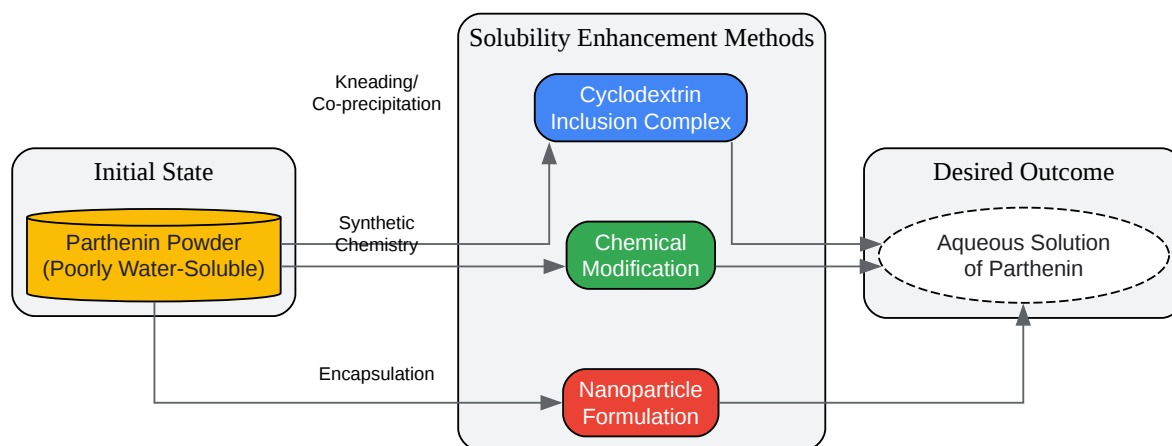 Solubility Enhancement Methods
Kneading/
Co-precipitation
Cyclodextrin
Inclusion Complex
Initial State
Parthenin Powder
(Poorly Water-Soluble)
Synthetic
Chemistry
Chemical
Modification
Desired Outcome
Aqueous Solution
of Parthenin
Encapsulation
Nanoparticle
Formulation